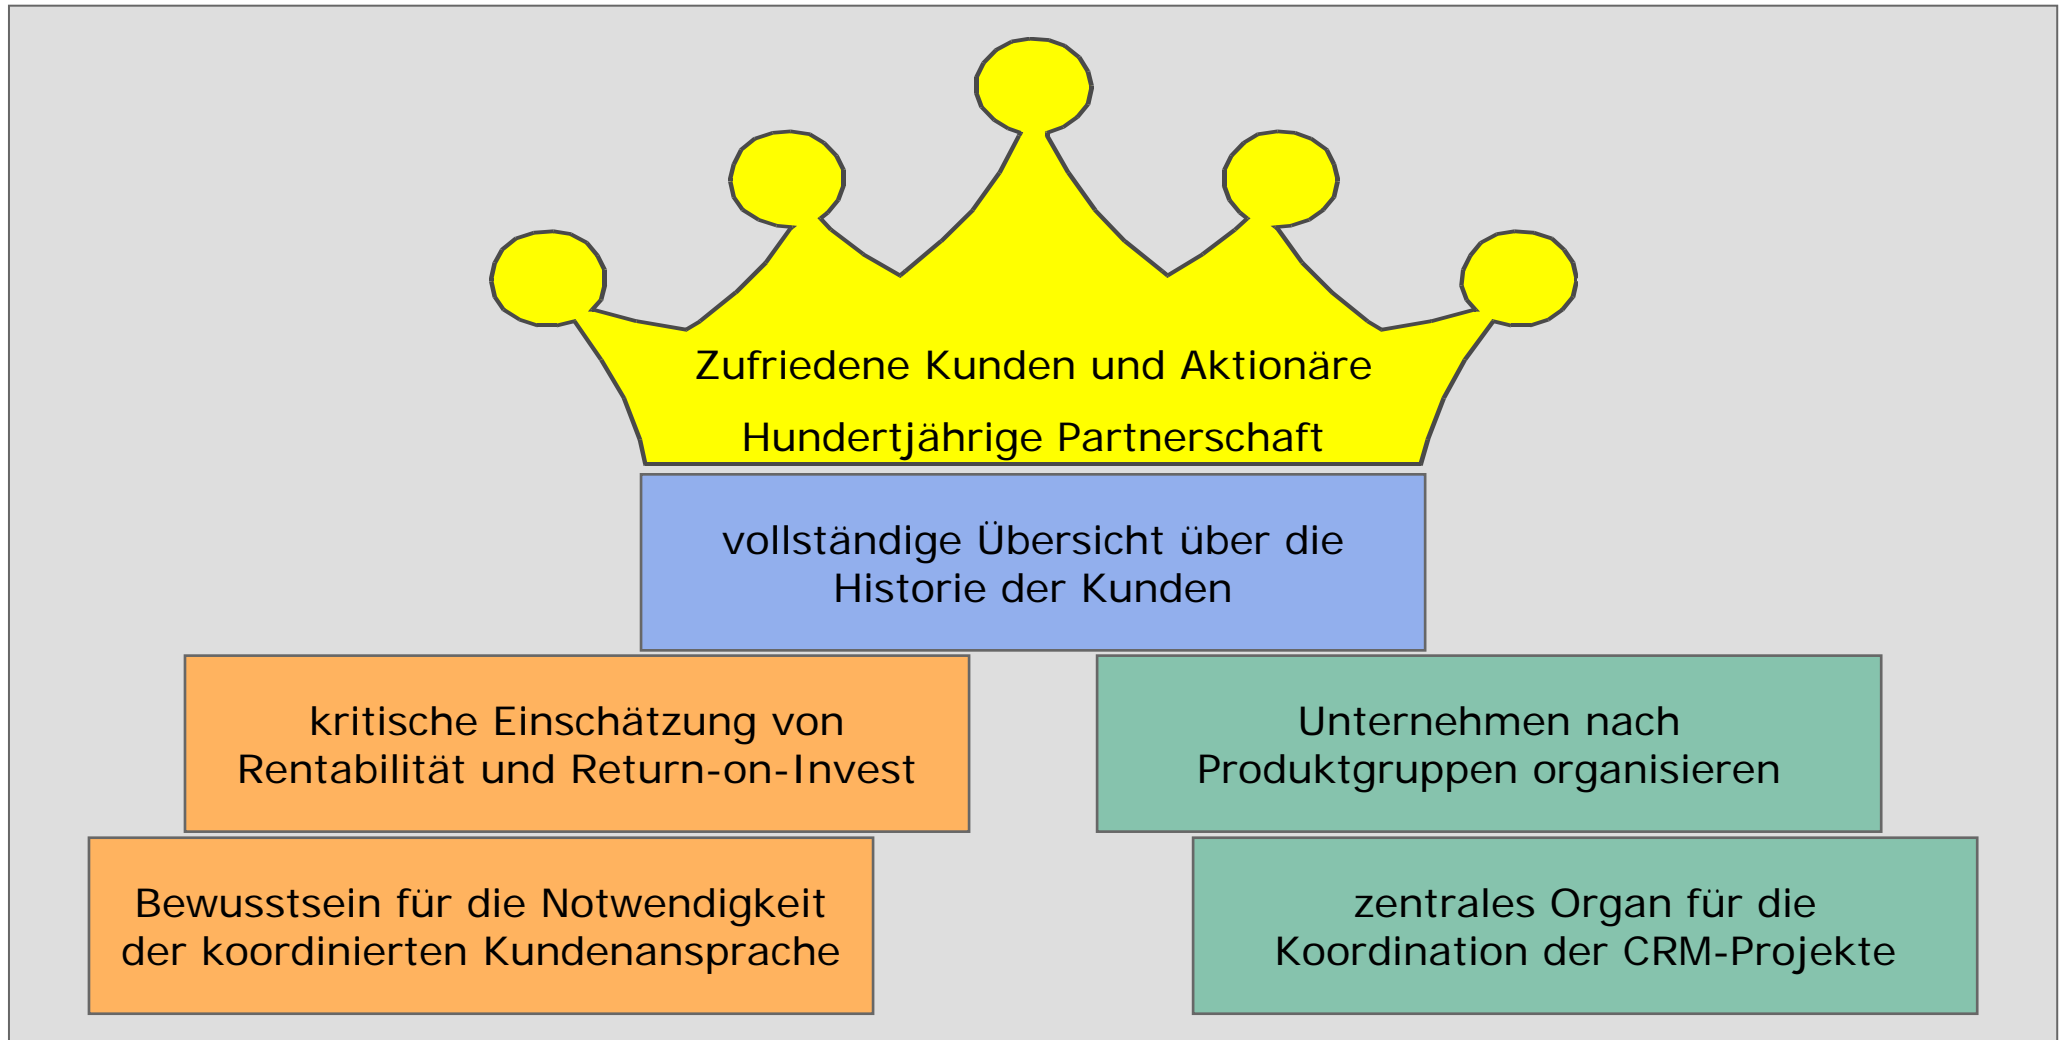 Zufriedene Kunden und Aktionäre
Hundertjährige Partnerschaft
vollständige Übersicht über die
Historie der Kunden
kritische Einschätzung von
Rentabilität und Return-on-Invest
Unternehmen nach
Produktgruppen organisieren
Bewusstsein für die Notwendigkeit
der koordinierten Kundenansprache
zentrales Organ für die
Koordination der CRM-Projekte